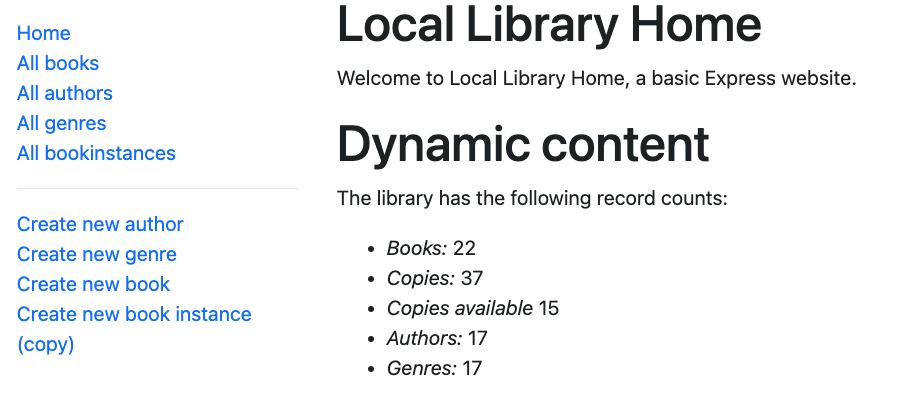 Home
All books
All authors
All genres
All bookinstances
Create new author
Create new genre
Create new book
Create new book instance
(copy)
Local Library Home
Welcome to Local Library Home, a basic Express website.
Dynamic content
The library has the following record counts:
• Books: 22
• Copies: 37
• Copies available 15
• Authors: 17
• Genres: 17